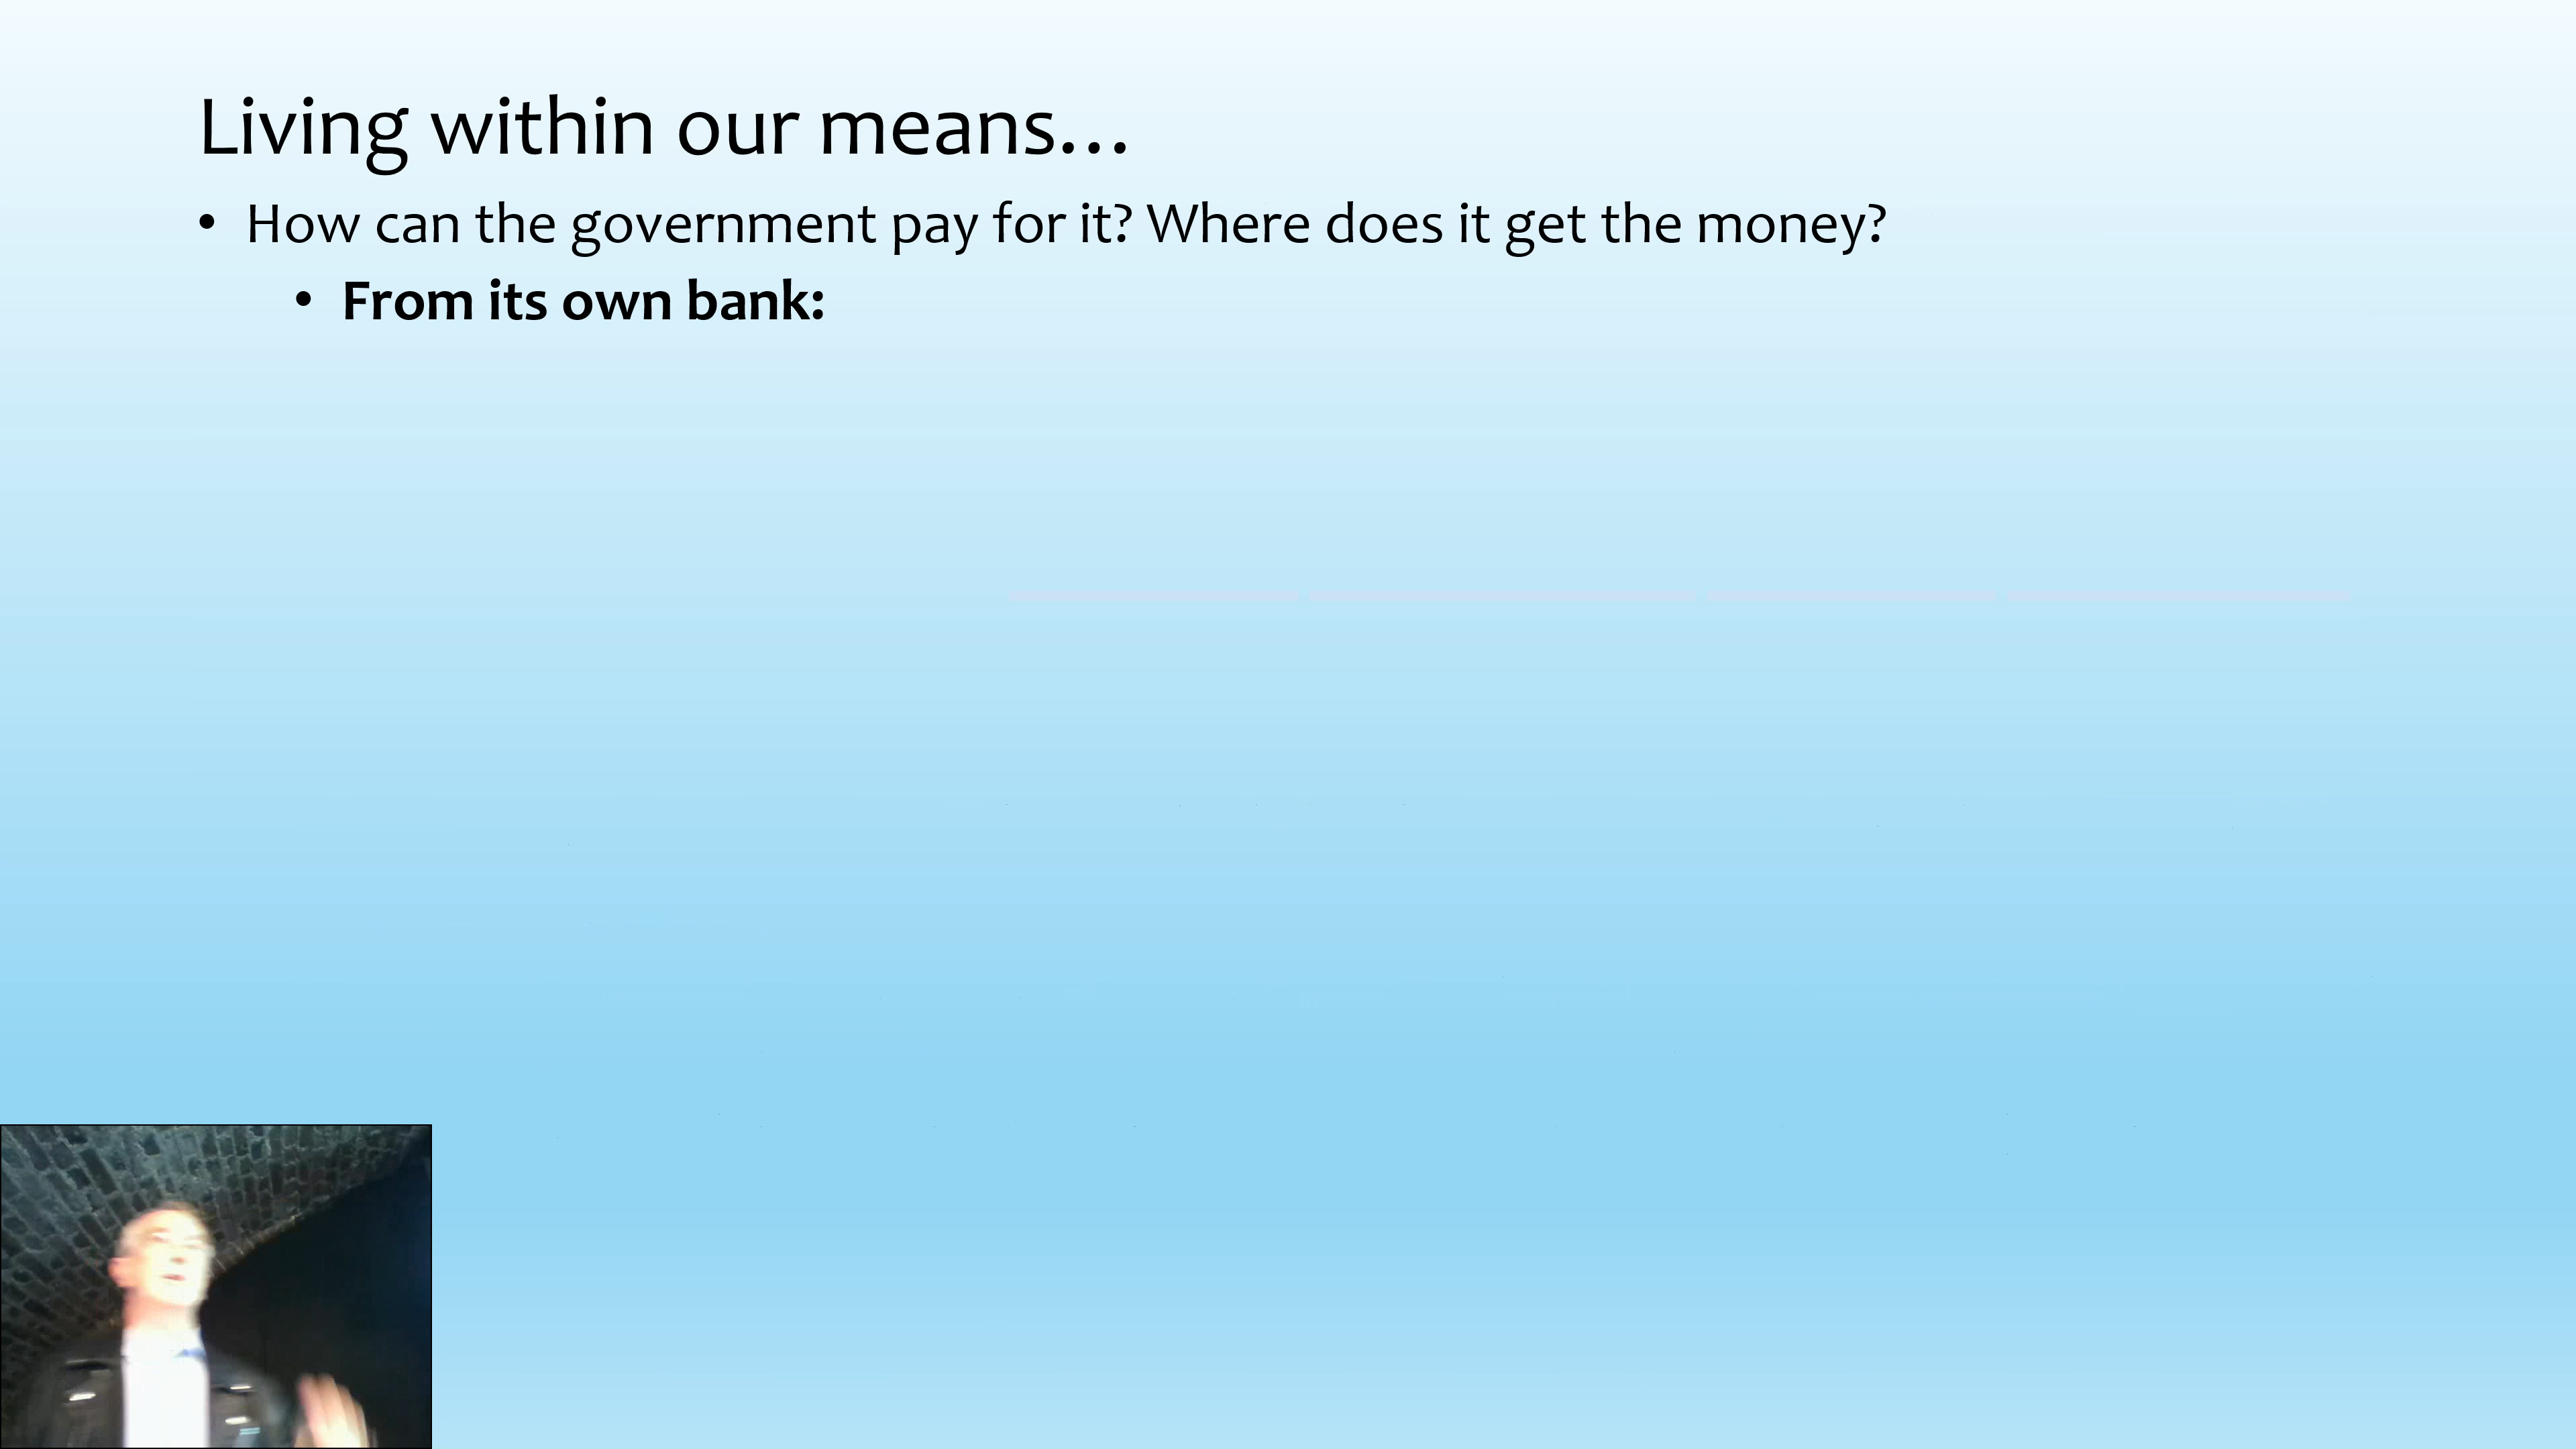 Living within our means...
• How can the government pay for it? Where does it get the money?
• From its own bank: